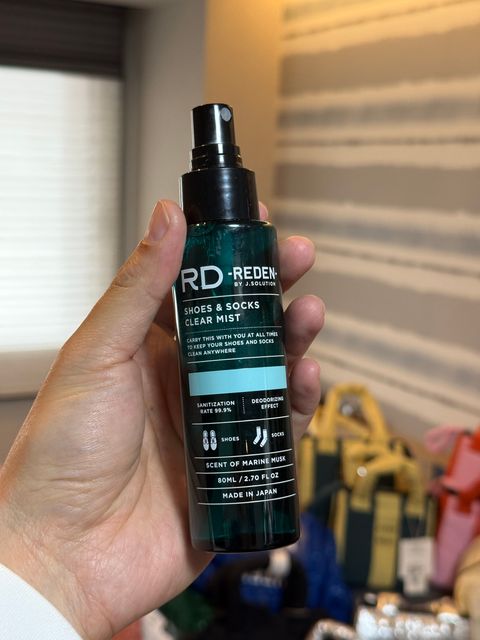 RD -REDEN-
BY J.SOLUTION
SHOES & SOCKS
CLEAR MIST
CARRY THIS WITH YOU AT ALL TIMES
TO KEEP YOUR SHOES AND SOCKS
CLEAN ANYWHERE
SANITIZATION
RATE 99.9%
DEODORIZING
EFFECT
SHOES
SOCKS
SCENT OF MARINE MUSK
80ML / 2.70 FL OZ
MADE IN JAPAN